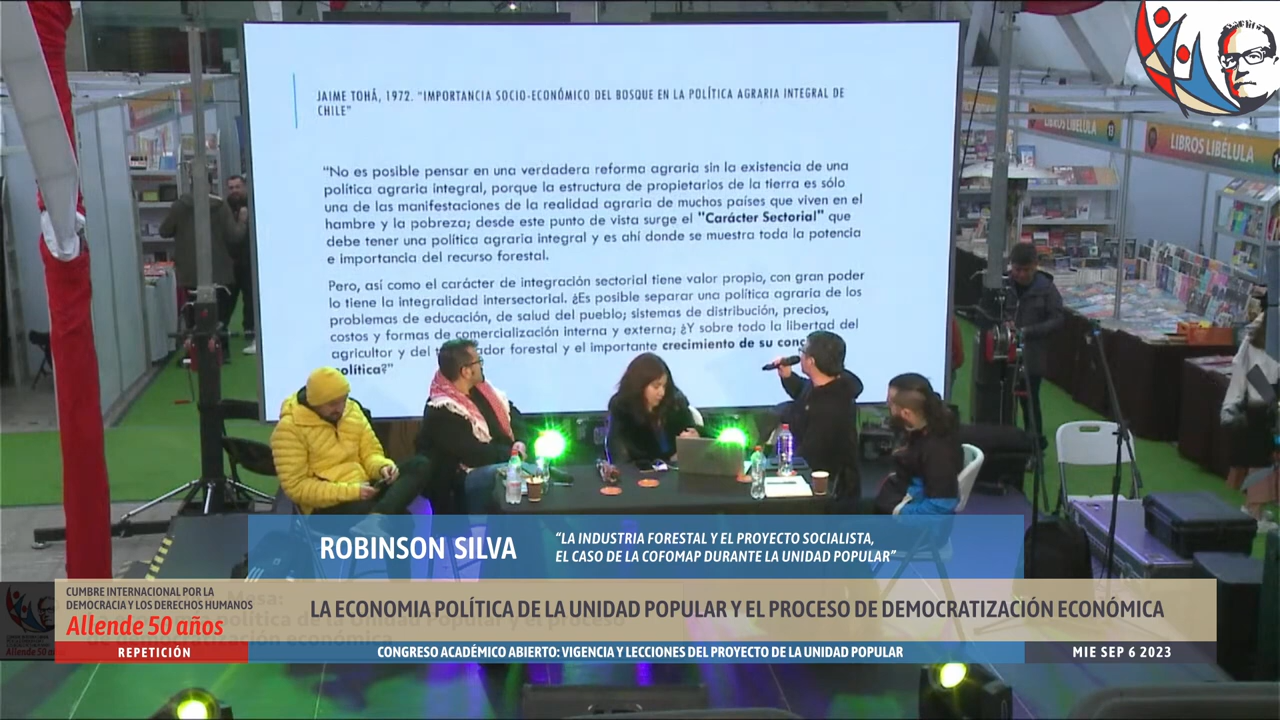 JAIME TOHÁ, 1972. "IMPORTANCIA SOCIO-ECONÓMICO DEL BOSQUE EN LA POLÍTICA AGRARIA INTEGRAL DE
CHILE"
"No es posible pensar en una verdadera reforma agraria sin la existencia de una
política agraria integral, porque la estructura de propietarios de la tierra es sólo
una de las manifestaciones de la realidad agraria de muchos países que viven en el
hambre y la pobreza; desde este punto de vista surge el "Carácter Sectorial" que
debe tener una política agraria integral y es ahí donde se muestra toda la potencia
e importancia del recurso forestal.
Pero, así como el carácter de integración sectorial tiene valor propio, con gran poder
lo tiene la integralidad intersectorial. ¿Es posible separar una política agraria de los
problemas de educación, de salud del pueblo; sistemas de distribución, precios,
costos y formas de comercialización interna y externa; ¿Y sobre todo la libertad del
agricultor y del forestal y el importante crecimiento de su
política?"
LIBROS LIBÉLULA
LIBROS LIBÉLULA
ROBINSON SILVA
"LA INDUSTRIA FORESTAL Y EL PROYECTO SOCIALISTA,
EL CASO DE LA COFOMAP DURANTE LA UNIDAD POPULAR"
CUMBRE INTERNACIONAL POR LA
DEMOCRACIA Y LOS DERECHOS HUMANOS
Allende 50 años
LA ECONOMIA POLÍTICA DE LA UNIDAD POPULAR Y EL PROCESO DE DEMOCRATIZACIÓN ECONÓMICA
REPETICIÓN
CONGRESO ACADÉMICO ABIERTO: VIGENCIA Y LECCIONES DEL PROYECTO DE LA UNIDAD POPULAR
MIE SEP 6 2023